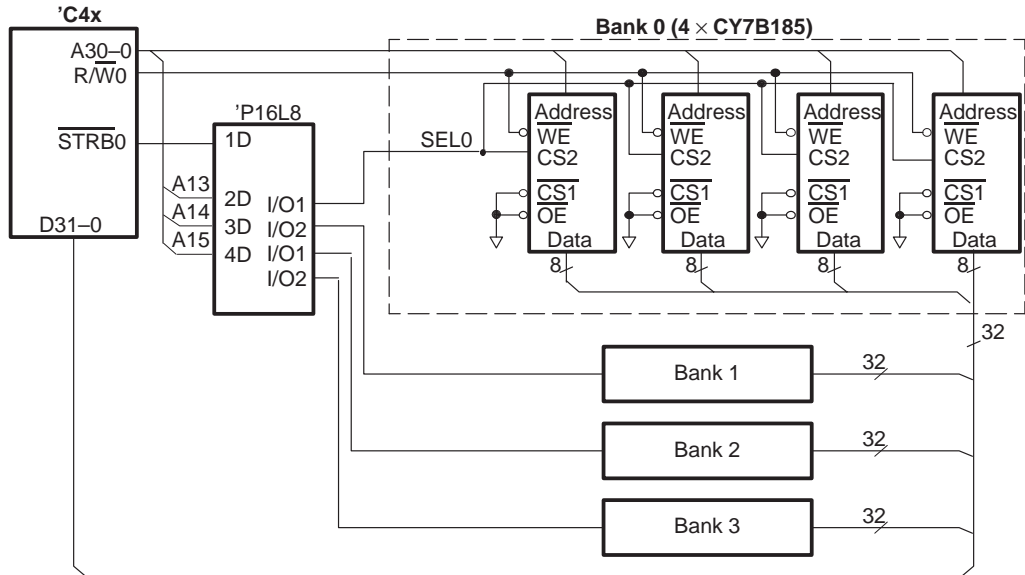 'C4x
Bank 0 (4 × CY7B185)
A30–0
R/W0
STRB0
D31–0
'P16L8
1D
2D
3D
4D
I/O1
I/O2
I/O1
I/O2
A13
A14
A15
SEL0
Address
WE
CS2
CS1
OE
Data
8
Address
WE
CS2
CS1
OE
Data
8
Address
WE
CS2
CS1
OE
Data
8
Address
WE
CS2
CS1
OE
Data
8
32
Bank 1
32
Bank 2
32
Bank 3
32